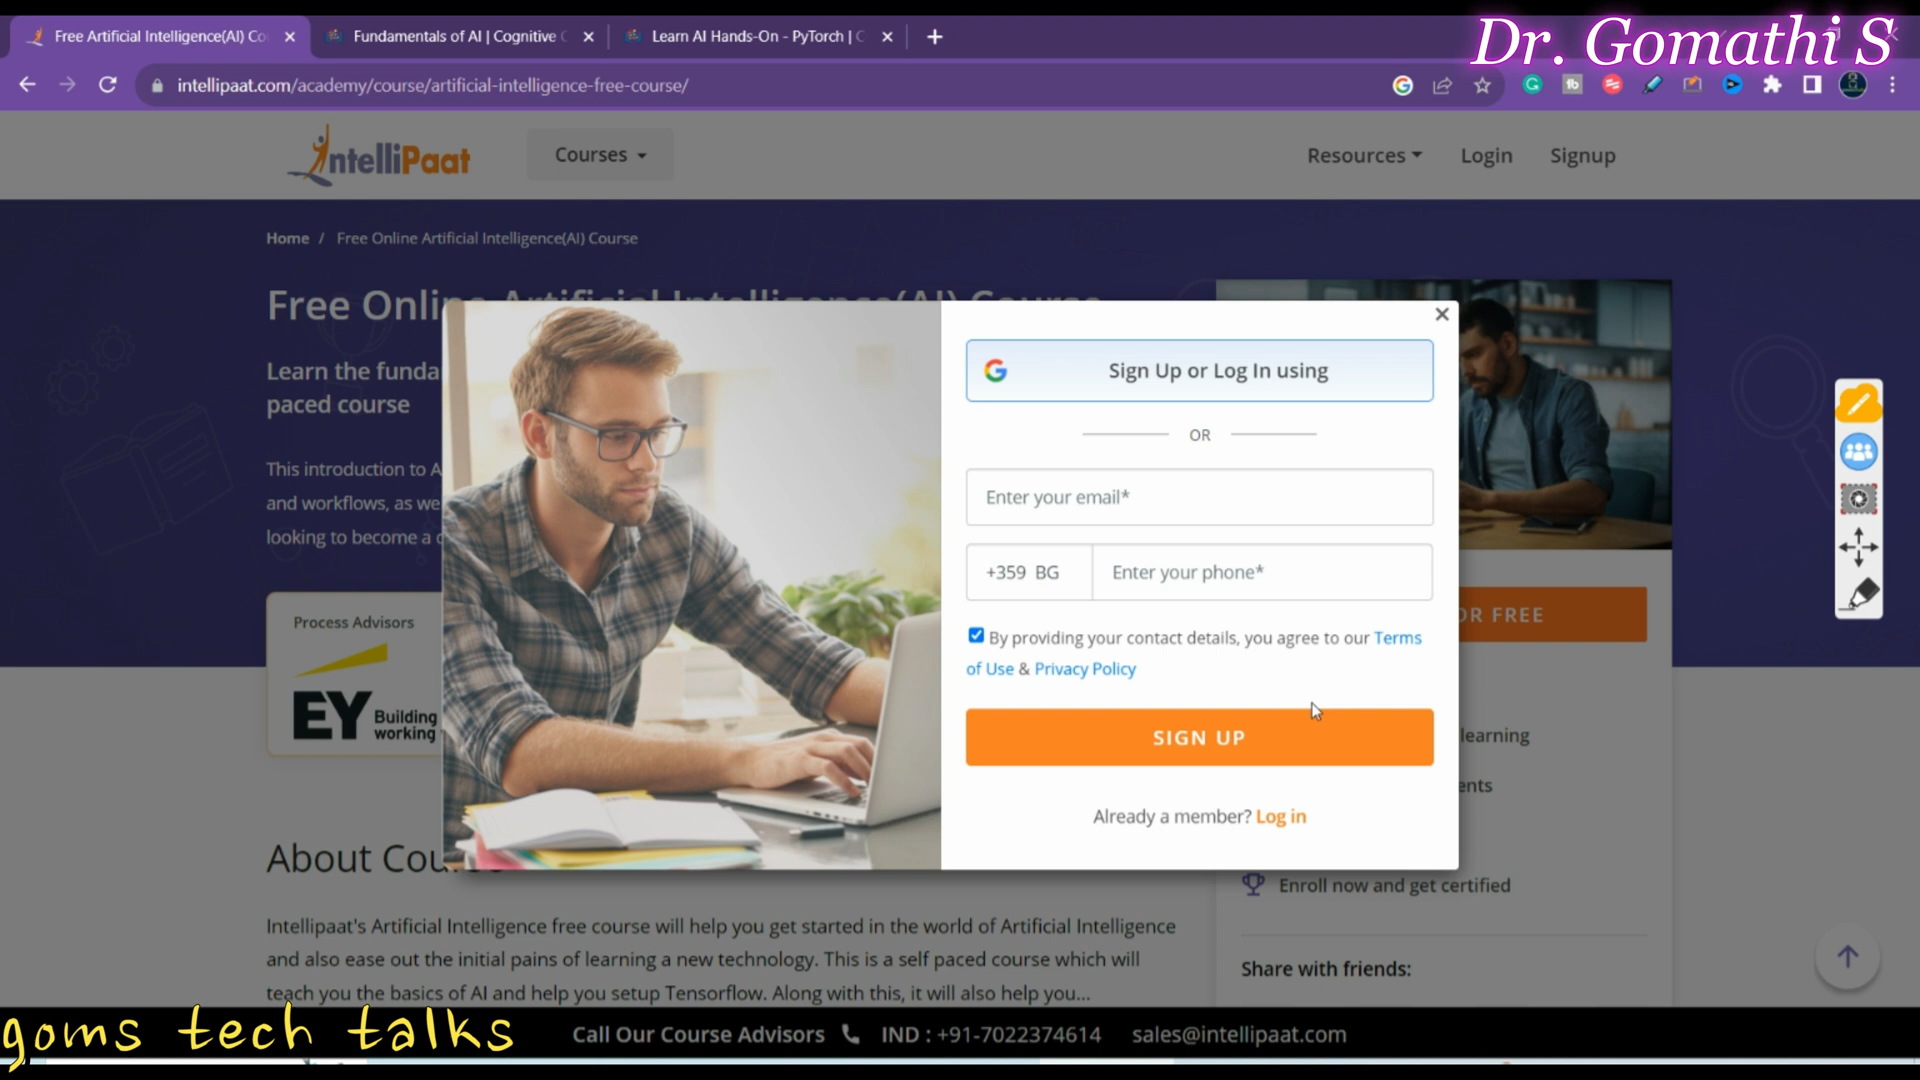 Dr. Gomathi S
Free Artificial Intelligence(AI) Co
Fundamentals of AI | Cognitive C
Learn AI Hands-On - PyTorch | C
intellipaat.com/academy/course/artificial-intelligence-free-course/
IntelliPaat
Courses
Resources
Login
Signup
Home / Free Online Artificial Intelligence(AI) Course
Free Online Artificial Intelligence(AI) Course
Learn the funda
paced course
This introduction to A
and workflows, as we
looking to become a
Process Advisors
EY Building
working
Sign Up or Log In using
OR
Enter your email*
+359 BG
Enter your phone*
By providing your contact details, you agree to our Terms
of Use & Privacy Policy
SIGN UP
Already a member? Log in
OR FREE
learning
ents
Enroll now and get certified
Share with friends:
About Cou
Intellipaat's Artificial Intelligence free course will help you get started in the world of Artificial Intelligence
and also ease out the initial pains of learning a new technology. This is a self paced course which will
teach you the basics of AI and help you setup Tensorflow. Along with this, it will also help you...
goms tech talks
Call Our Course Advisors IND : +91-7022374614 sales@intellipaat.com